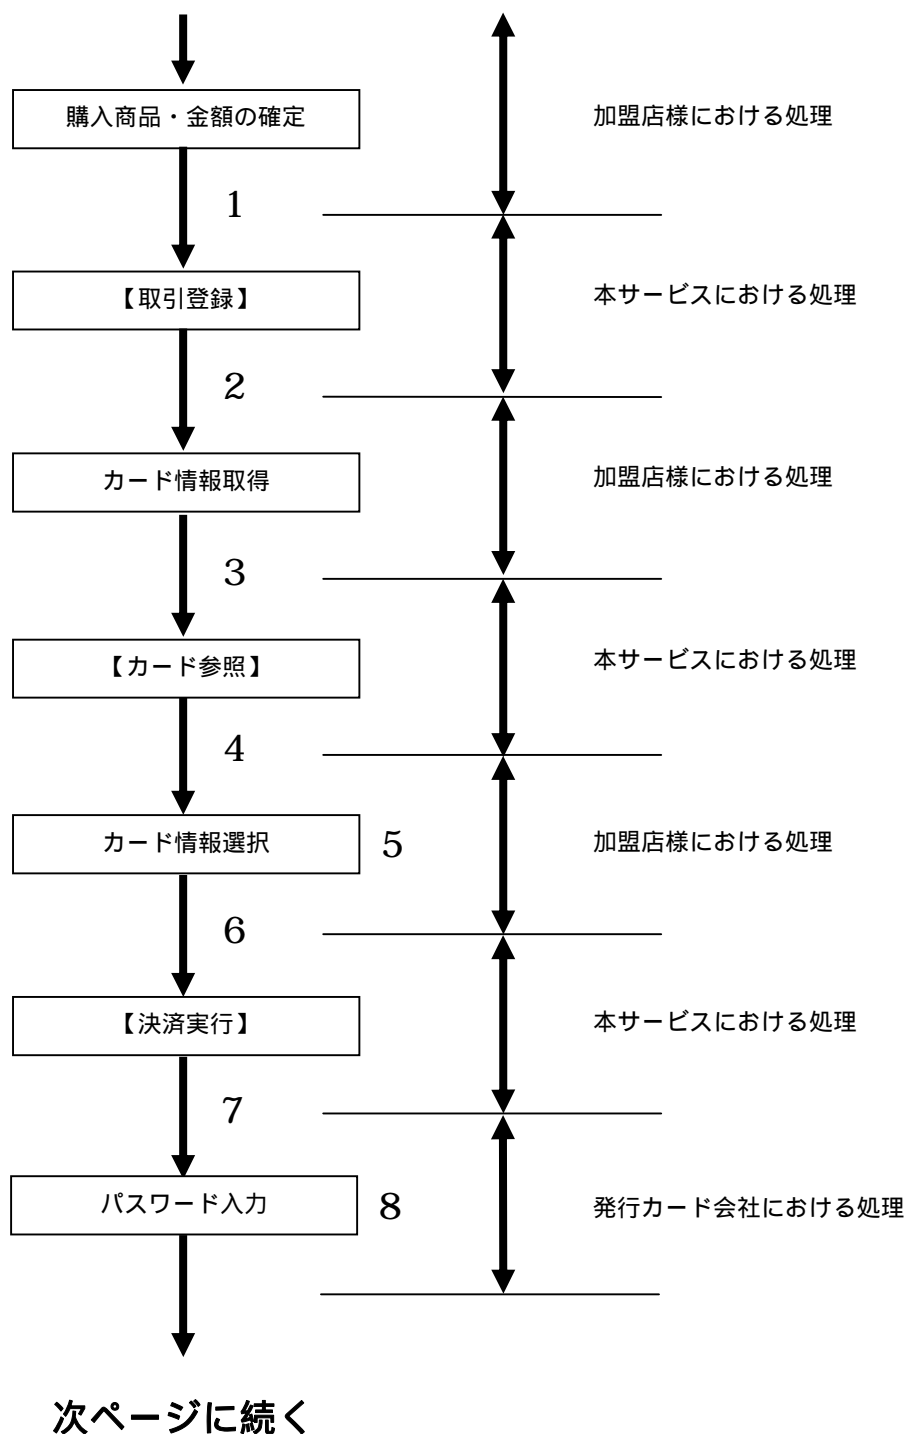 購入商品・金額の確定
加盟店様における処理
1
【取引登録】
本サービスにおける処理
2
カード情報取得
加盟店様における処理
3
【カード参照】
本サービスにおける処理
4
カード情報選択
5
加盟店様における処理
6
【決済実行】
本サービスにおける処理
7
パスワード入力
8
発行カード会社における処理
次ページに続く